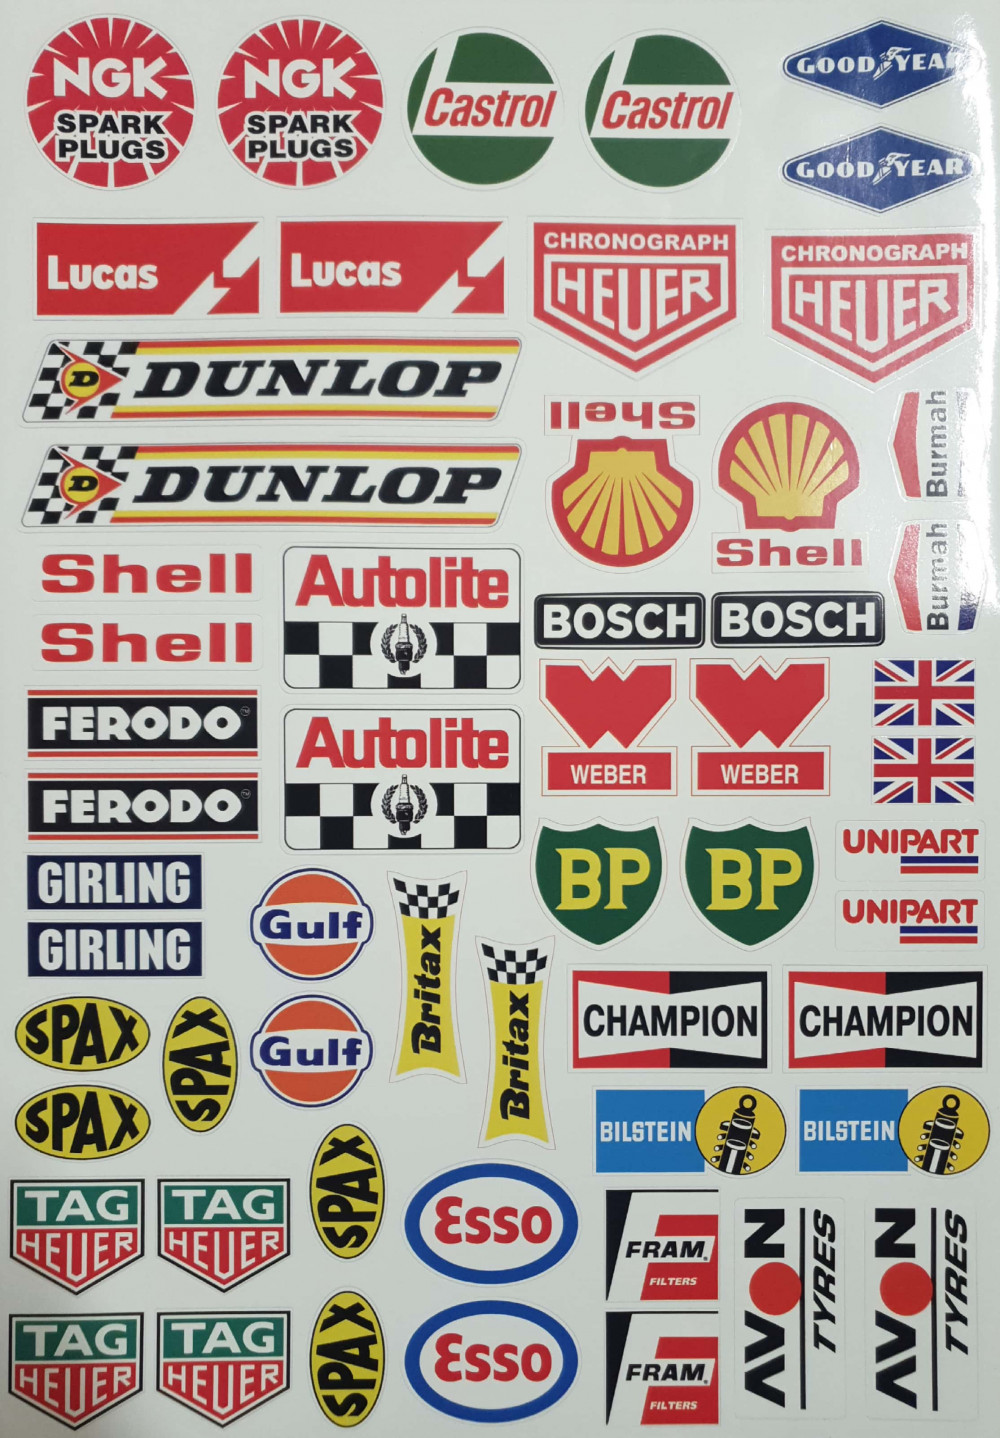 NGK
SPARK
PLUGS
NGK
SPARK
PLUGS
Castrol
Castrol
GOOD YEAR
GOOD YEAR
Lucas
Lucas
CHRONOGRAPH
HEUER
CHRONOGRAPH
HEUER
D DUNLOP
D DUNLOP
Shell
Shell
Burmah
Burmah
Shell
Shell
Autolite
Autolite
BOSCH
BOSCH
FERODO TM
FERODO TM
WEBER
WEBER
GIRLING
GIRLING
Gulf
Gulf
Britax
Britax
BP
BP
UNIPART
UNIPART
CHAMPION
CHAMPION
SPAX
SPAX
SPAX
SPAX
SPAX
BILSTEIN
BILSTEIN
TAG
HEUER
TAG
HEUER
TAG
HEUER
TAG
HEUER
Esso
Esso
FRAM®
FILTERS
FRAM®
FILTERS
AVON
TYRES
AVON
TYRES